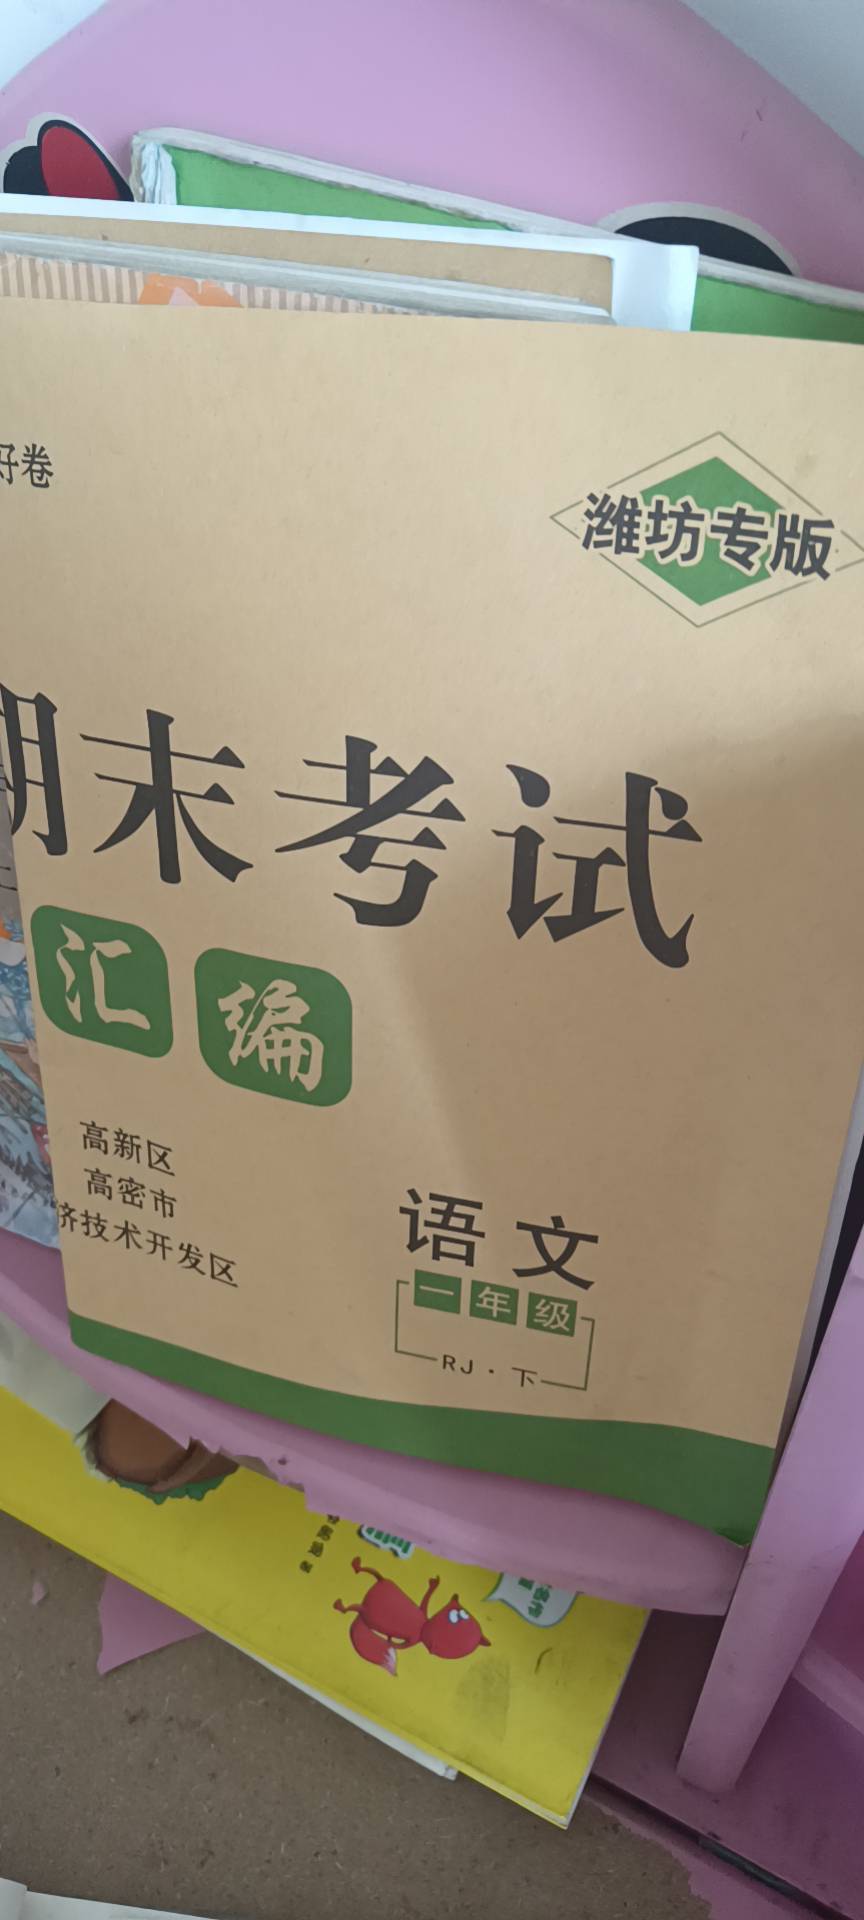 好卷
潍坊专版
期末考试
汇编
高新区
高密市
济技术开发区
语文
一年级
RJ·下